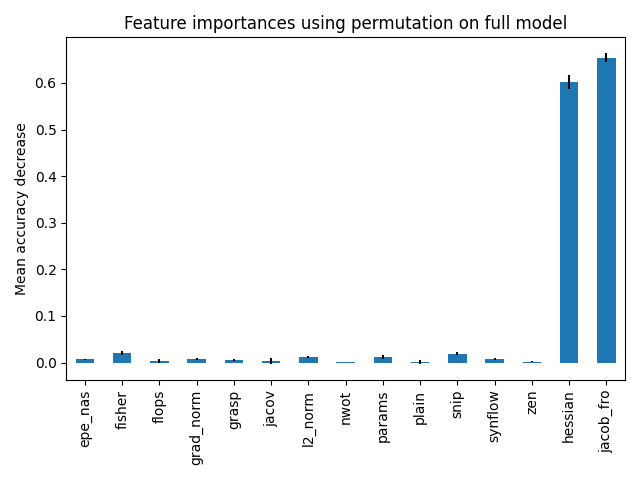 Feature importances using permutation on full model
Mean accuracy decrease
0.6
0.5
0.4
0.3
0.2
0.1
0.0
epe_nas
fisher
flops
grad_norm
grasp
jacov
l2_norm
nwot
params
plain
snip
synflow
zen
hessian
jacob_fro